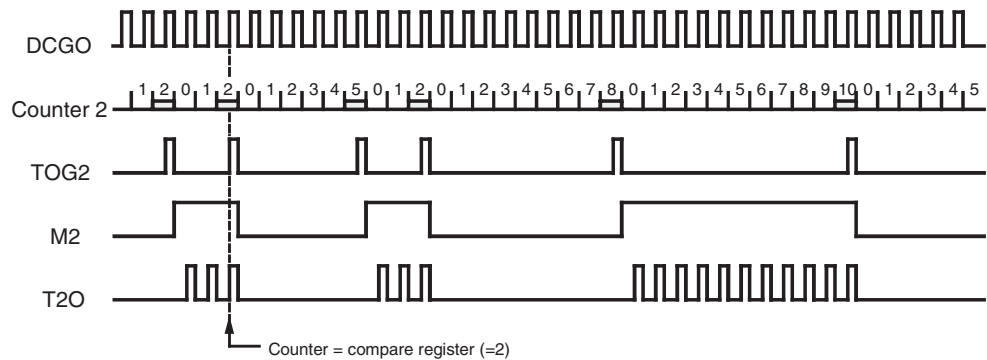 DCGO
Counter 2 1 2 0 1 2 0 1 2 3 4 5 0 1 2 0 1 2 3 4 5 6 7 8 0 1 2 3 4 5 6 7 8 9 10 0 1 2 3 4 5
TOG2
M2
T2O
Counter = compare register (=2)